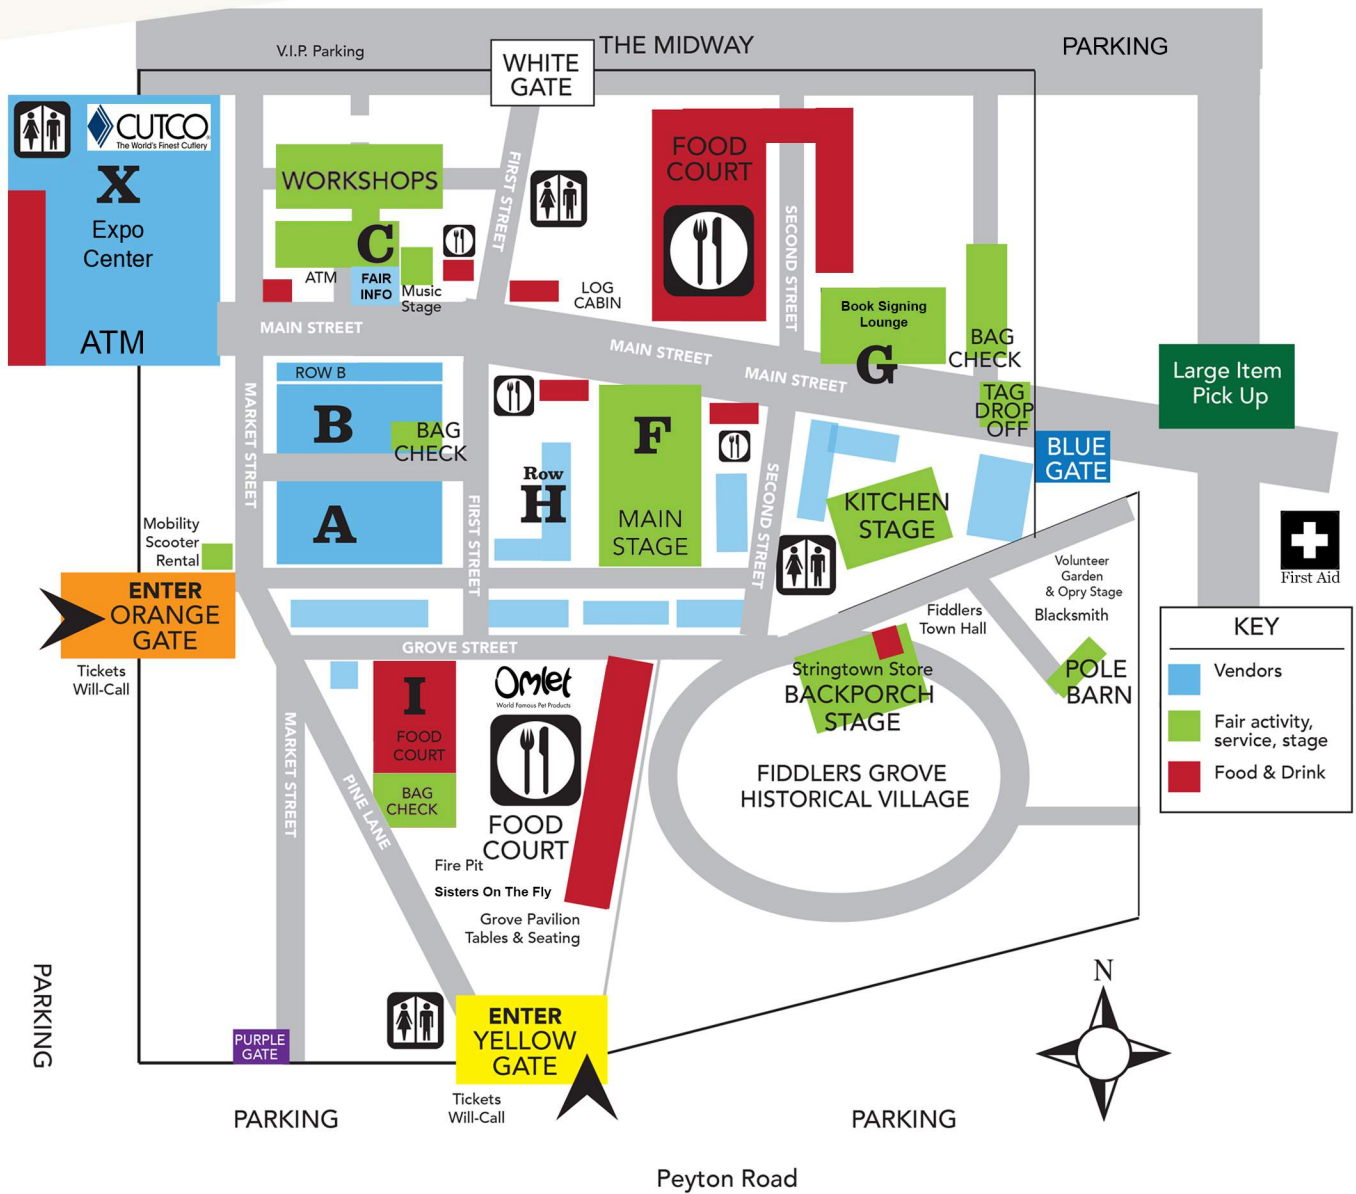 V.I.P. Parking
THE MIDWAY
PARKING
WHITE
GATE
CUTCO
The World's Finest Cutlery
X
Expo
Center
ATM
WORKSHOPS
C
ATM
FAIR
INFO
Music
Stage
FIRST STREET
LOG
CABIN
FOOD
COURT
SECOND STREET
Book Signing
Lounge
G
BAG
CHECK
TAG
DROP
OFF
Large Item
Pick Up
MAIN STREET
MAIN STREET
MAIN STREET
BLUE
GATE
ROW B
B
BAG
CHECK
A
MARKET STREET
FIRST STREET
Row
H
F
MAIN
STAGE
SECOND STREET
KITCHEN
STAGE
Mobility
Scooter
Rental
ENTER
ORANGE
GATE
Tickets
Will-Call
First Aid
Volunteer
Garden
& Opry Stage
Blacksmith
Fiddlers
Town Hall
POLE
BARN
KEY
Vendors
Fair activity,
service, stage
Food & Drink
GROVE STREET
I
FOOD
COURT
BAG
CHECK
Omlet
World Famous Pet Products
FOOD
COURT
Stringtown Store
BACKPORCH
STAGE
FIDDLERS GROVE
HISTORICAL VILLAGE
MARKET STREET
PINE LANE
Fire Pit
Sisters On The Fly
Grove Pavilion
Tables & Seating
PARKING
PURPLE
GATE
ENTER
YELLOW
GATE
Tickets
Will-Call
N
PARKING
PARKING
Peyton Road